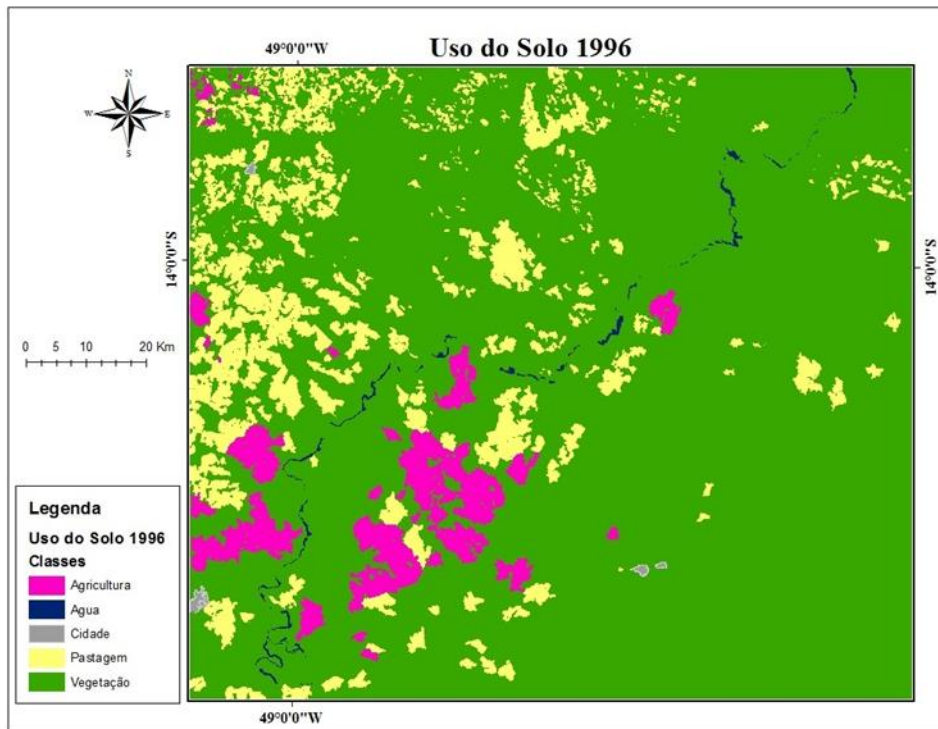 49°0'0"W
Uso do Solo 1996
N
W E
S
14°0'0"S
14°0'0"S
0 5 10 20 Km
Legenda
Uso do Solo 1996
Classes
Agricultura
Agua
Cidade
Pastagem
Vegetação
49°0'0"W